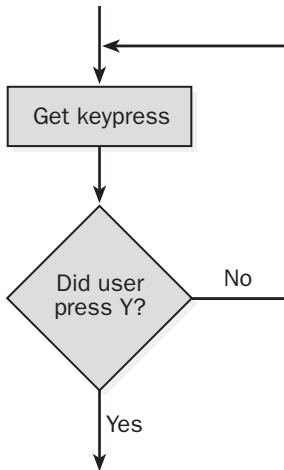 Get keypress
Did user
press Y?
No
Yes